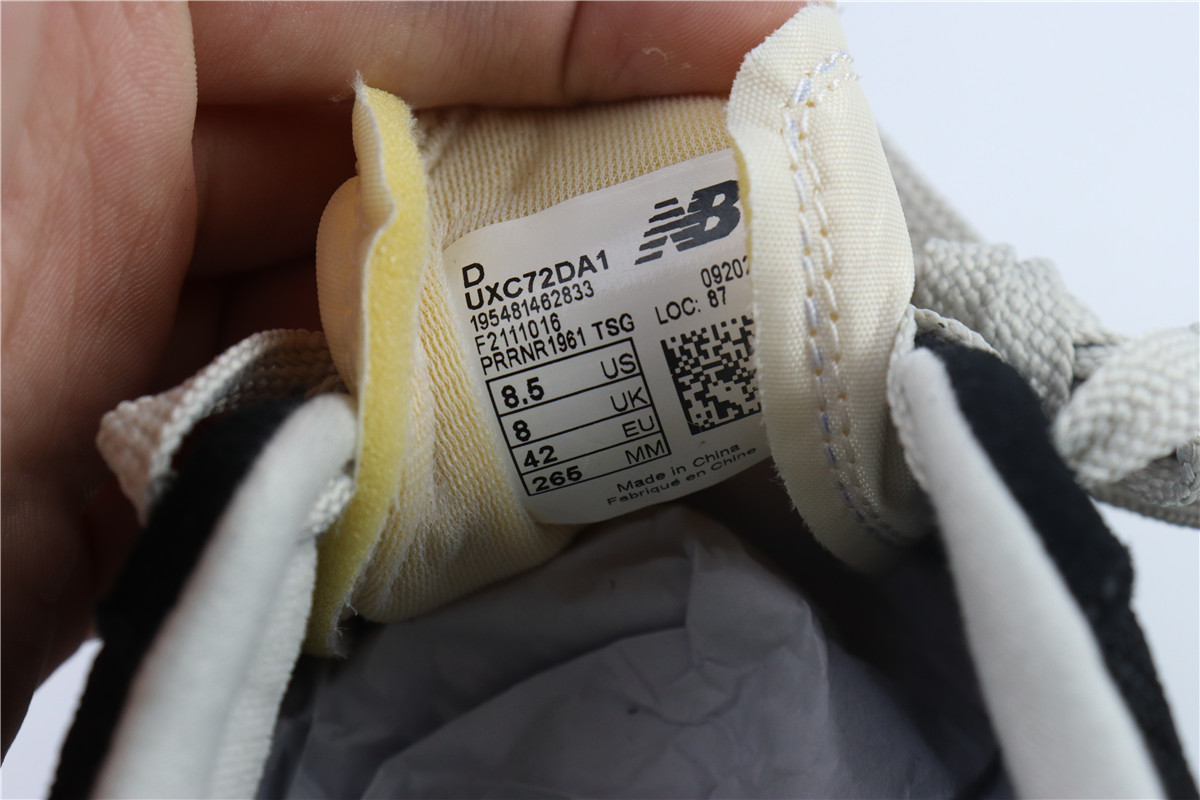 NB
D
UXC72DA1
195481462833
F2111016
PRRNR1961 TSG
LOC: 87
8.5 US
8 UK
42 EU
265 MM
Made in China
Fabriqué en Chine